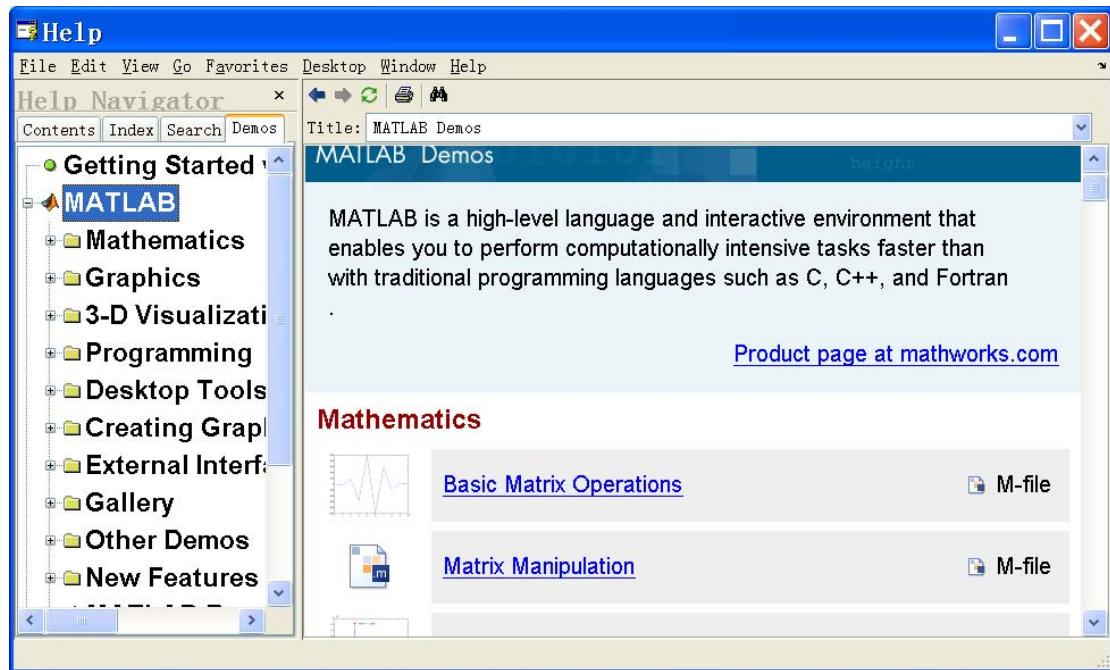 Help
File Edit View Go Favorites Desktop Window Help
Help Navigator
Contents Index Search Demos
Title: MATLAB Demos
Getting Started
MATLAB
Mathematics
Graphics
3-D Visualizati
Programming
Desktop Tools
Creating Grap
External Interf
Gallery
Other Demos
New Features
MATLAB Demos
height
MATLAB is a high-level language and interactive environment that
enables you to perform computationally intensive tasks faster than
with traditional programming languages such as C, C++, and Fortran
.
Product page at mathworks.com
Mathematics
Basic Matrix Operations M-file
.m
Matrix Manipulation M-file